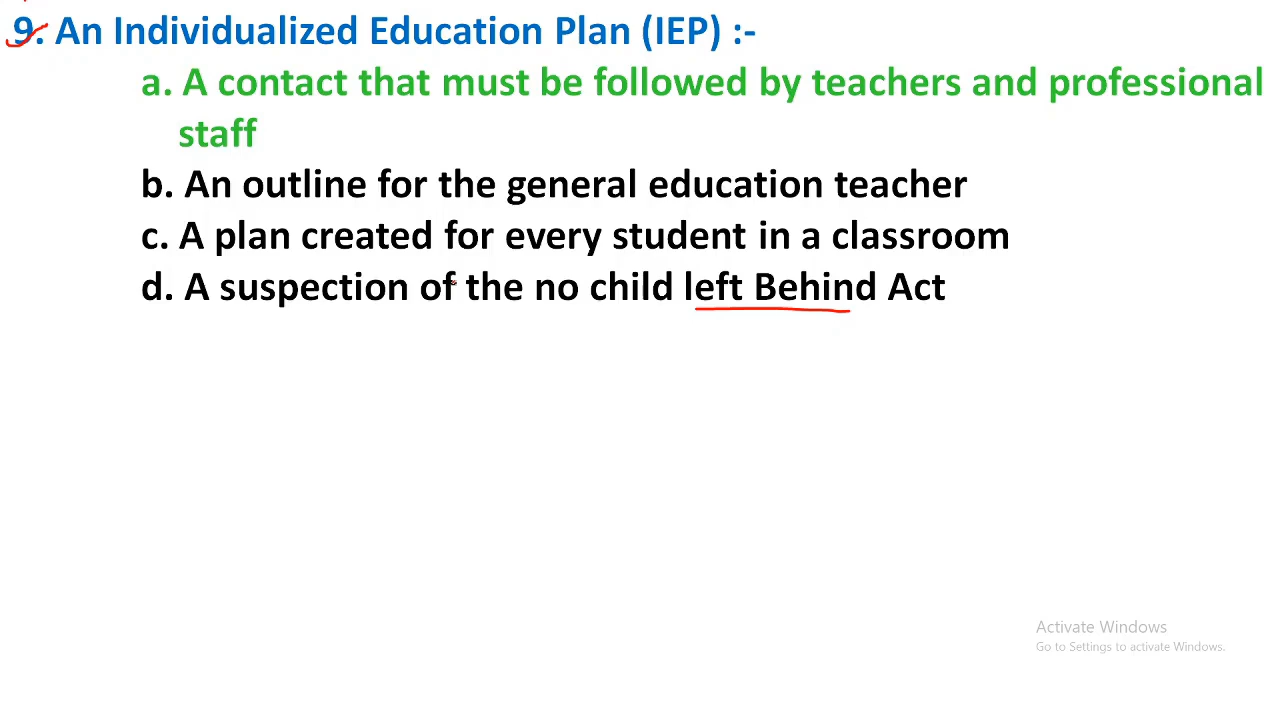 9. An Individualized Education Plan (IEP) :-
a. A contact that must be followed by teachers and professional
staff
b. An outline for the general education teacher
c. A plan created for every student in a classroom
d. A suspection of the no child left Behind Act
Activate Windows
Go to Settings to activate Windows.